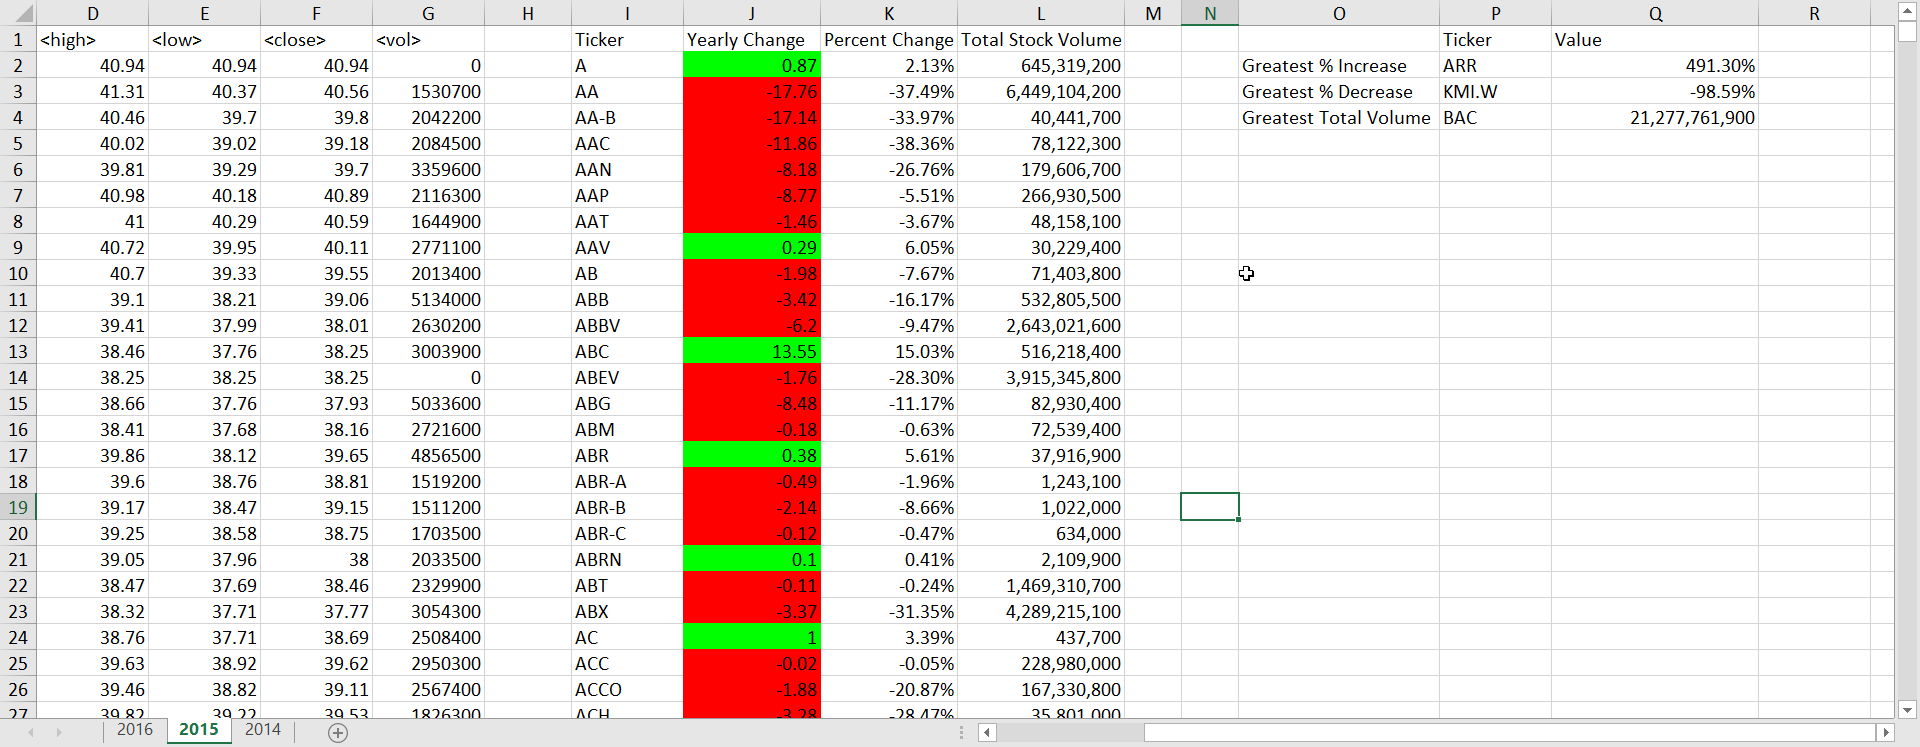 D E F G H I J K L M N O P Q R
1 <high> <low> <close> <vol> Ticker Yearly Change Percent Change Total Stock Volume Ticker Value
2 40.94 40.94 40.94 0 A 0.87 2.13% 645,319,200 Greatest % Increase ARR 491.30%
3 41.31 40.37 40.56 1530700 AA -17.76 -37.49% 6,449,104,200 Greatest % Decrease KMI.W -98.59%
4 40.46 39.7 39.8 2042200 AA-B -17.14 -33.97% 40,441,700 Greatest Total Volume BAC 21,277,761,900
5 40.02 39.02 39.18 2084500 AAC -11.86 -38.36% 78,122,300
6 39.81 39.29 39.7 3359600 AAN -8.18 -26.76% 179,606,700
7 40.98 40.18 40.89 2116300 AAP -8.77 -5.51% 266,930,500
8 41 40.29 40.59 1644900 AAT -1.46 -3.67% 48,158,100
9 40.72 39.95 40.11 2771100 AAV 0.29 6.05% 30,229,400
10 40.7 39.33 39.55 2013400 AB -1.98 -7.67% 71,403,800
11 39.1 38.21 39.06 5134000 ABB -3.42 -16.17% 532,805,500
12 39.41 37.99 38.01 2630200 ABBV -6.2 -9.47% 2,643,021,600
13 38.46 37.76 38.25 3003900 ABC 13.55 15.03% 516,218,400
14 38.25 38.25 38.25 0 ABEV -1.76 -28.30% 3,915,345,800
15 38.66 37.76 37.93 5033600 ABG -8.48 -11.17% 82,930,400
16 38.41 37.68 38.16 2721600 ABM -0.18 -0.63% 72,539,400
17 39.86 38.12 39.65 4856500 ABR 0.38 5.61% 37,916,900
18 39.6 38.76 38.81 1519200 ABR-A -0.49 -1.96% 1,243,100
19 39.17 38.47 39.15 1511200 ABR-B -2.14 -8.66% 1,022,000
20 39.25 38.58 38.75 1703500 ABR-C -0.12 -0.47% 634,000
21 39.05 37.96 38 2033500 ABRN 0.1 0.41% 2,109,900
22 38.47 37.69 38.46 2329900 ABT -0.11 -0.24% 1,469,310,700
23 38.32 37.71 37.77 3054300 ABX -3.37 -31.35% 4,289,215,100
24 38.76 37.71 38.69 2508400 AC 1 3.39% 437,700
25 39.63 38.92 39.62 2950300 ACC -0.02 -0.05% 228,980,000
26 39.46 38.82 39.11 2567400 ACCO -1.88 -20.87% 167,330,800
27 39.82 39.22 39.53 1826300 ACH -3.28 -28.47% 35,801,000
2016 2015 2014